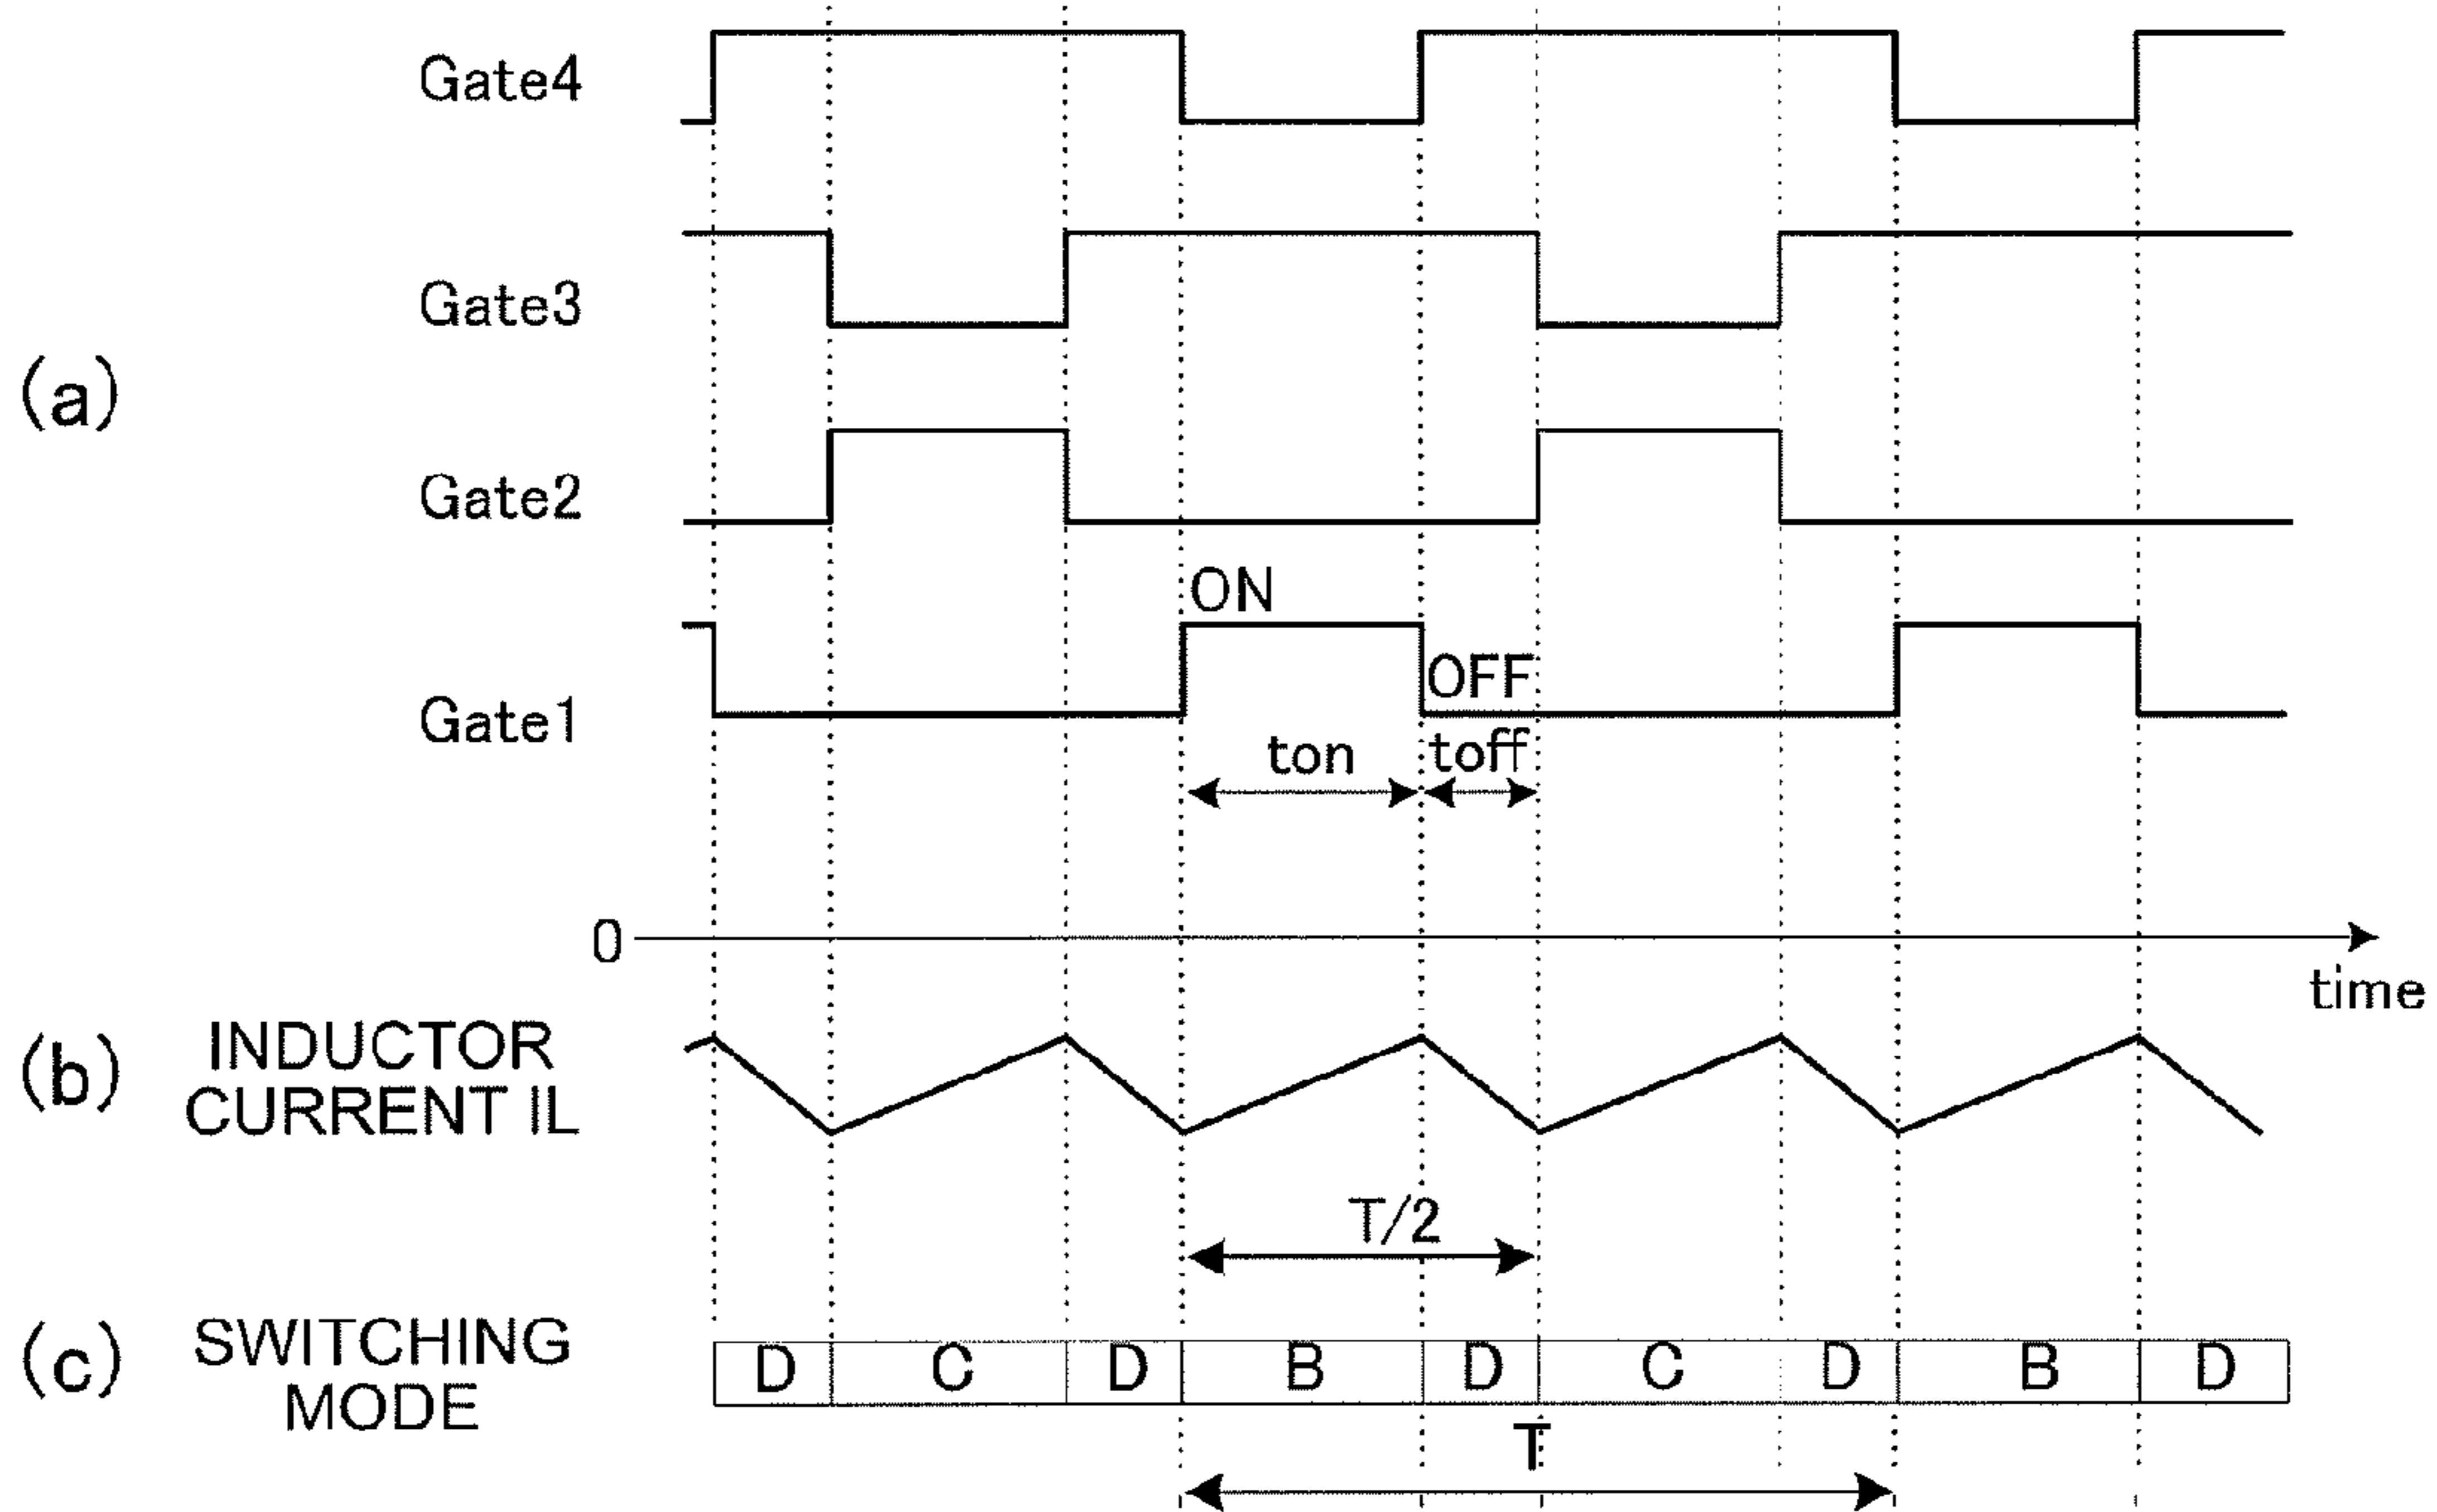 Gate4
Gate3
(a)
Gate2
ON
OFF
Gate1
ton toff
0
time
(b) INDUCTOR
CURRENT IL
T/2
(c) SWITCHING
MODE
D C D B D C D B D
T